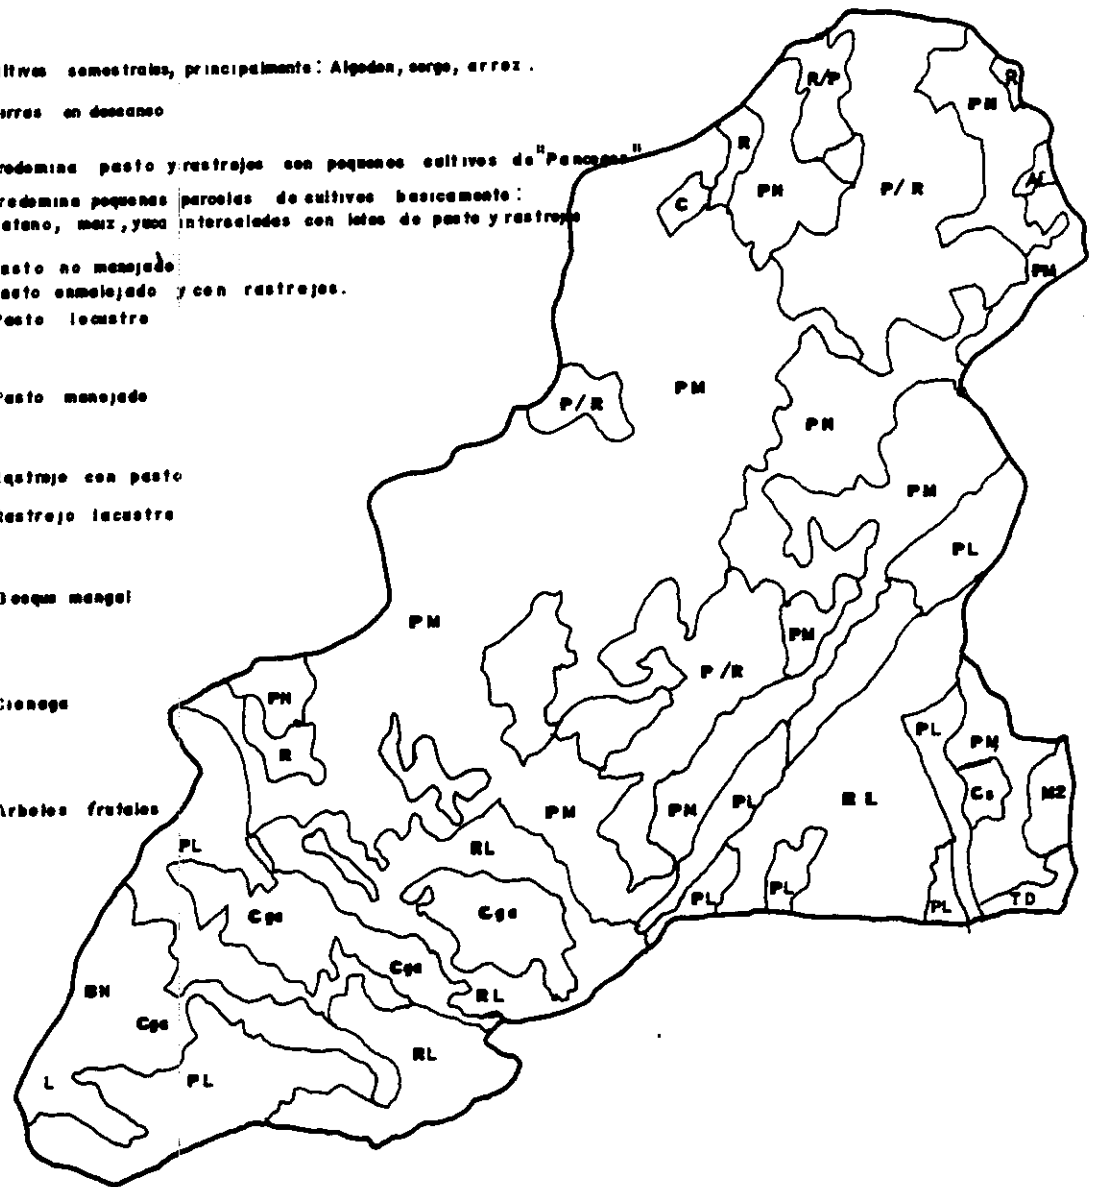 ltivos semestrales, principalmente: Algodon, sorgo, arroz.
erras en descanso
redomina pasto y rastrojos con pequenos cultivos de "Pancoger"
redomina pequenas parcelas de cultivos basicamente:
atano, maiz, yuca intercalados con lotes de pasto y rastrojo
asto no manejado
asto enmalejado y con rastrojos.
Pasto lacustre
Pasto manejado
Rastrojo con pasto
Rastrojo lacustre
Bosque mangal
Cienaga
Arboles frutales
R/P
R
PN
R
PN
P/R
Af
C
PM
PM
P/R
PN
PM
PL
PM
PM
P/R
PN
PL
PM
R
Cs
M2
PM
PM
PL
RL
PL
RL
Cga
Cga
PL
PL
PL
TD
Cga
BN
RL
Cga
RL
L
PL